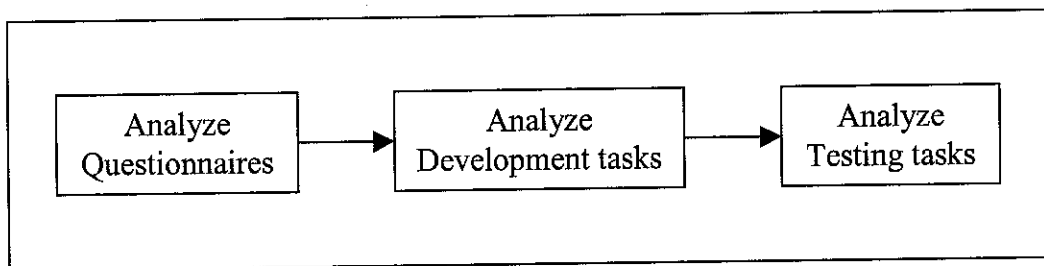 Analyze
Questionnaires
Analyze
Development tasks
Analyze
Testing tasks